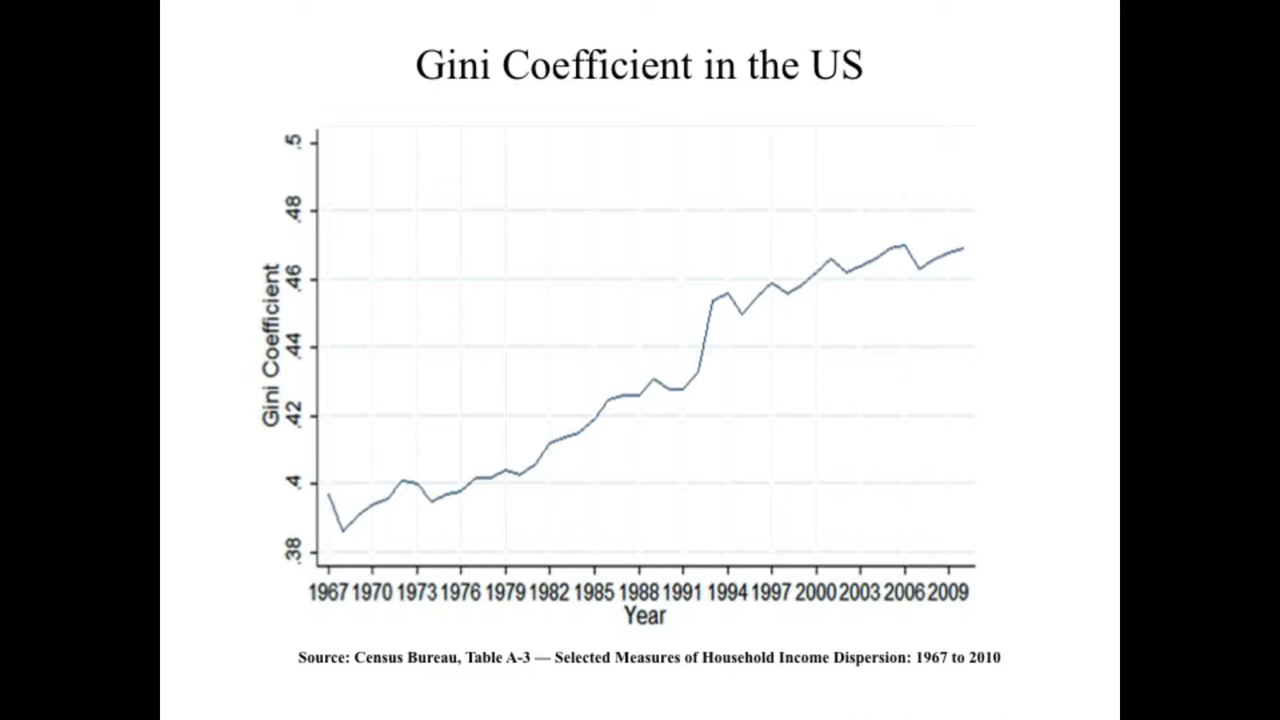 Gini Coefficient in the US
.5
.48
.46
.44
.42
.4
.38
Gini Coefficient
1967 1970 1973 1976 1979 1982 1985 1988 1991 1994 1997 2000 2003 2006 2009
Year
Source: Census Bureau, Table A-3 — Selected Measures of Household Income Dispersion: 1967 to 2010